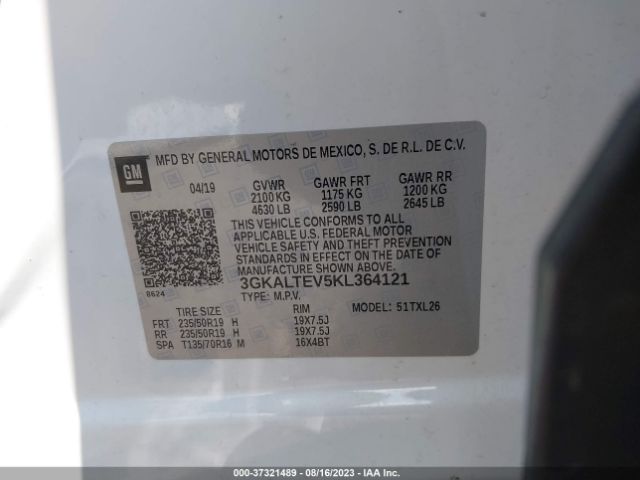 GM
MFD BY GENERAL MOTORS DE MEXICO, S. DE R.L. DE C.V.
04/19 GVWR GAWR FRT GAWR RR
2100 KG 1175 KG 1200 KG
4630 LB 2590 LB 2645 LB
THIS VEHICLE CONFORMS TO ALL
APPLICABLE U.S. FEDERAL MOTOR
VEHICLE SAFETY AND THEFT PREVENTION
STANDARDS IN EFFECT ON THE DATE OF
MANUFACTURE SHOWN ABOVE.
3GKALTEV5KL364121
8624
TYPE: M.P.V. MODEL: 51TXL26
TIRE SIZE RIM
FRT 235/50R19 H 19X7.5J
RR 235/50R19 H 19X7.5J
SPA T135/70R16 M 16X4BT
000-37321489 - 08/16/2023 - IAA Inc.